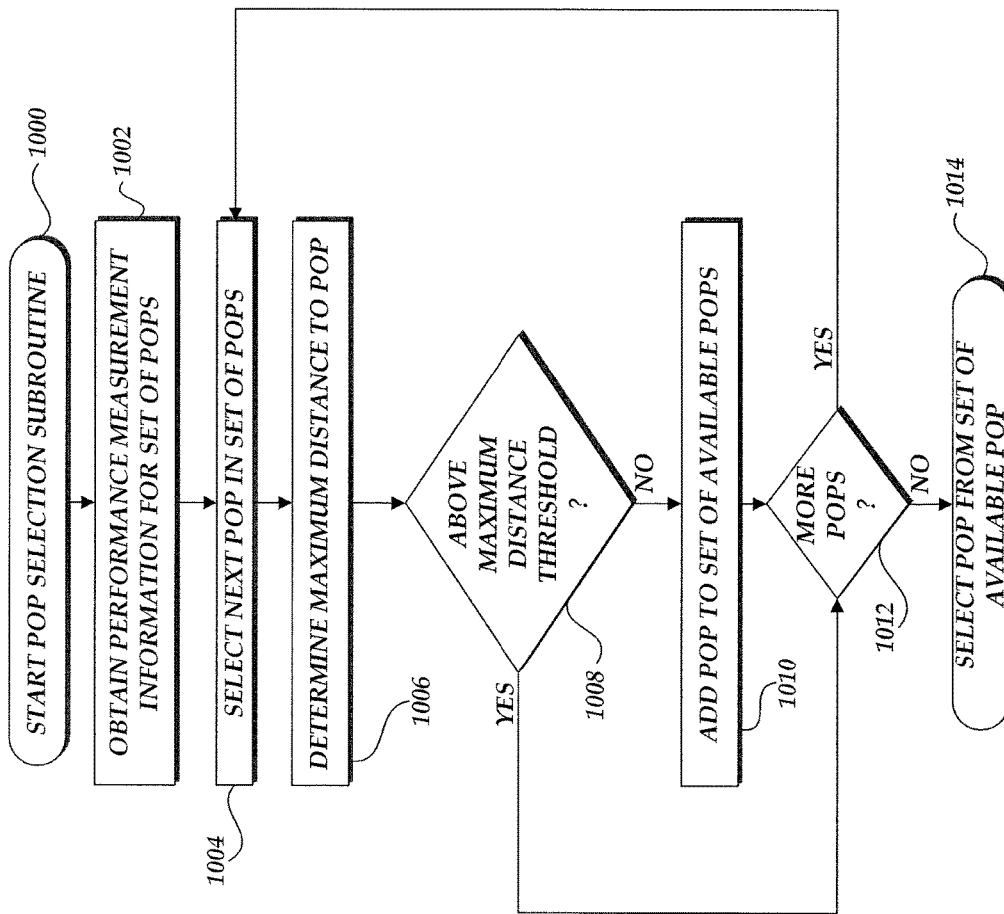 START POP SELECTION SUBROUTINE
1000
OBTAIN PERFORMANCE MEASUREMENT
INFORMATION FOR SET OF POPS
1002
SELECT NEXT POP IN SET OF POPS
1004
DETERMINE MAXIMUM DISTANCE TO POP
1006
ABOVE
MAXIMUM
DISTANCE
THRESHOLD
?
1008
YES
NO
ADD POP TO SET OF AVAILABLE POPS
1010
MORE
POPS
?
1012
YES
NO
SELECT POP FROM SET OF
AVAILABLE POP
1014